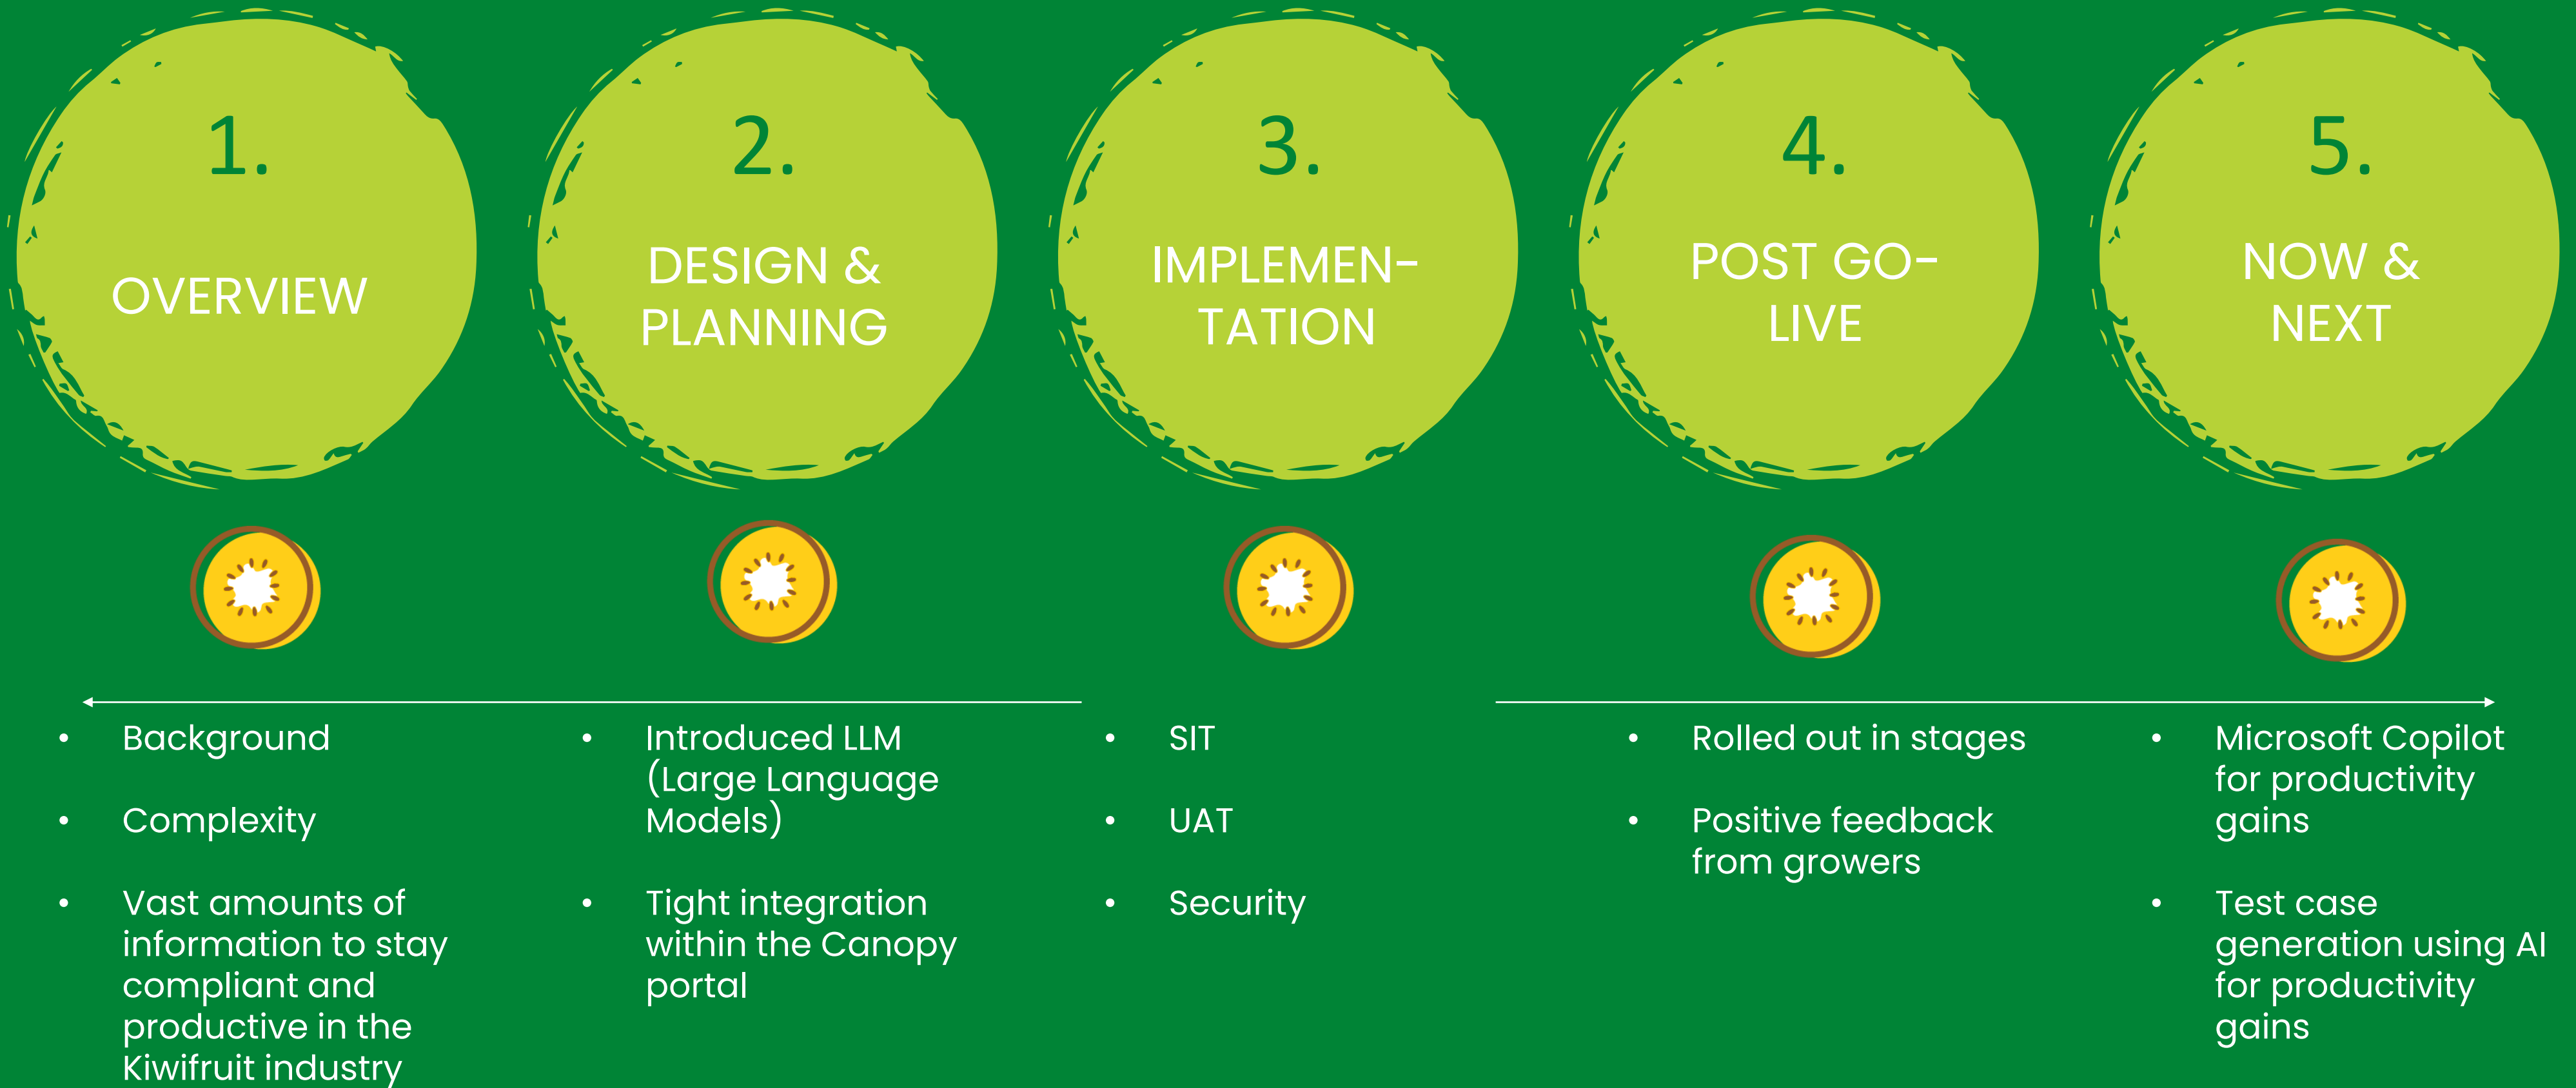 1.
OVERVIEW
2.
DESIGN &
PLANNING
3.
IMPLEMEN-
TATION
4.
POST GO-
LIVE
5.
NOW &
NEXT
• Background
• Complexity
• Vast amounts of
information to stay
compliant and
productive in the
Kiwifruit industry
• Introduced LLM
(Large Language
Models)
• Tight integration
within the Canopy
portal
• SIT
• UAT
• Security
• Rolled out in stages
• Positive feedback
from growers
• Microsoft Copilot
for productivity
gains
• Test case
generation using AI
for productivity
gains